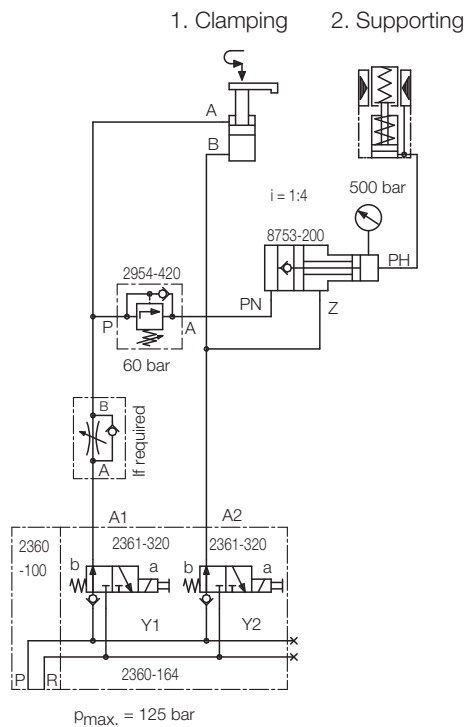 1. Clamping 2. Supporting
A
B
i = 1:4
500 bar
8753-200
2954-420
PH
PN
Z
P
A
60 bar
B
A
If required
A1
A2
2360
-100
2361-320
2361-320
b
a
b
a
Y1
Y2
P
R
2360-164
pmax. = 125 bar